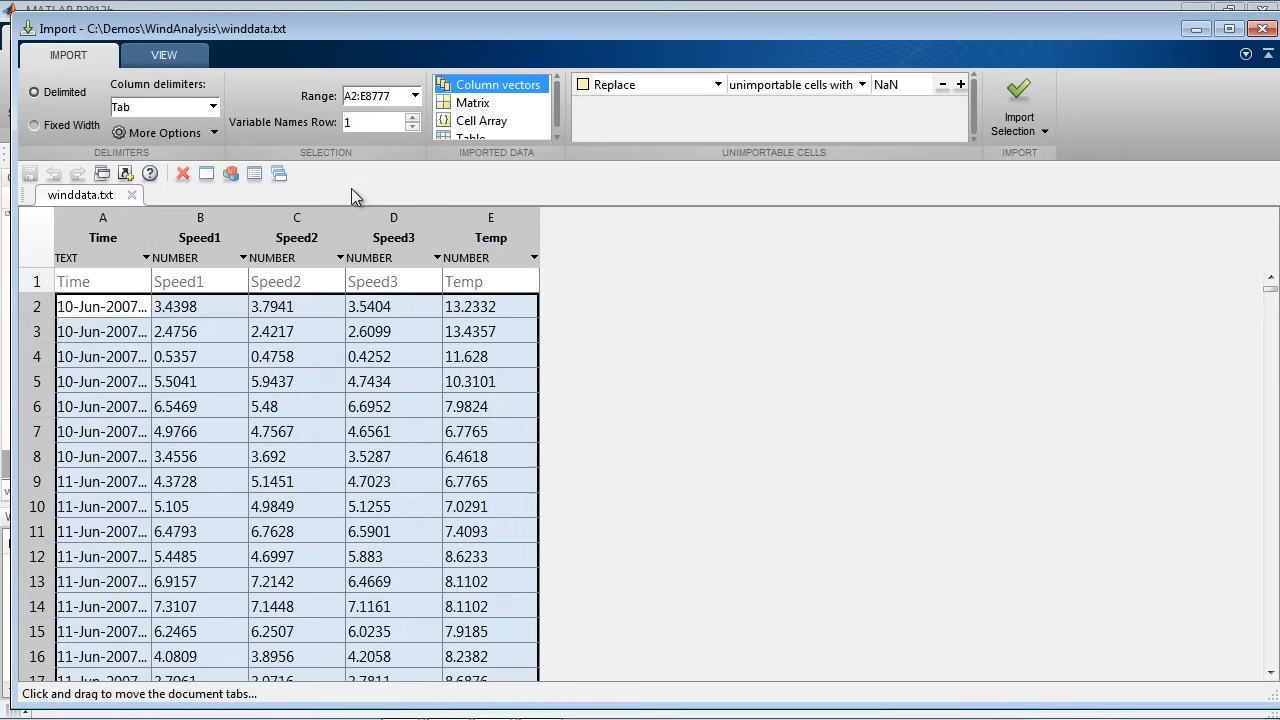 MATLAB R2012b
Import - C:\Demos\WindAnalysis\winddata.txt
IMPORT VIEW
Delimited
Column delimiters:
Tab
Fixed Width
More Options
DELIMITERS
Range: A2:E8777
Variable Names Row: 1
SELECTION
Column vectors
Matrix
Cell Array
Table
IMPORTED DATA
Replace unimportable cells with NaN
UNIMPORTABLE CELLS
Import
Selection
IMPORT
winddata.txt
A B C D E
Time Speed1 Speed2 Speed3 Temp
TEXT NUMBER NUMBER NUMBER NUMBER
1 Time Speed1 Speed2 Speed3 Temp
2 10-Jun-2007... 3.4398 3.7941 3.5404 13.2332
3 10-Jun-2007... 2.4756 2.4217 2.6099 13.4357
4 10-Jun-2007... 0.5357 0.4758 0.4252 11.628
5 10-Jun-2007... 5.5041 5.9437 4.7434 10.3101
6 10-Jun-2007... 6.5469 5.48 6.6952 7.9824
7 10-Jun-2007... 4.9766 4.7567 4.6561 6.7765
8 10-Jun-2007... 3.4556 3.692 3.5287 6.4618
9 11-Jun-2007... 4.3728 5.1451 4.7023 6.7765
10 11-Jun-2007... 5.105 4.9849 5.1255 7.0291
11 11-Jun-2007... 6.4793 6.7628 6.5901 7.4093
12 11-Jun-2007... 5.4485 4.6997 5.883 8.6233
13 11-Jun-2007... 6.9157 7.2142 6.4669 8.1102
14 11-Jun-2007... 7.3107 7.1448 7.1161 8.1102
15 11-Jun-2007... 6.2465 6.2507 6.0235 7.9185
16 11-Jun-2007... 4.0809 3.8956 4.2058 8.2382
17
Click and drag to move the document tabs...